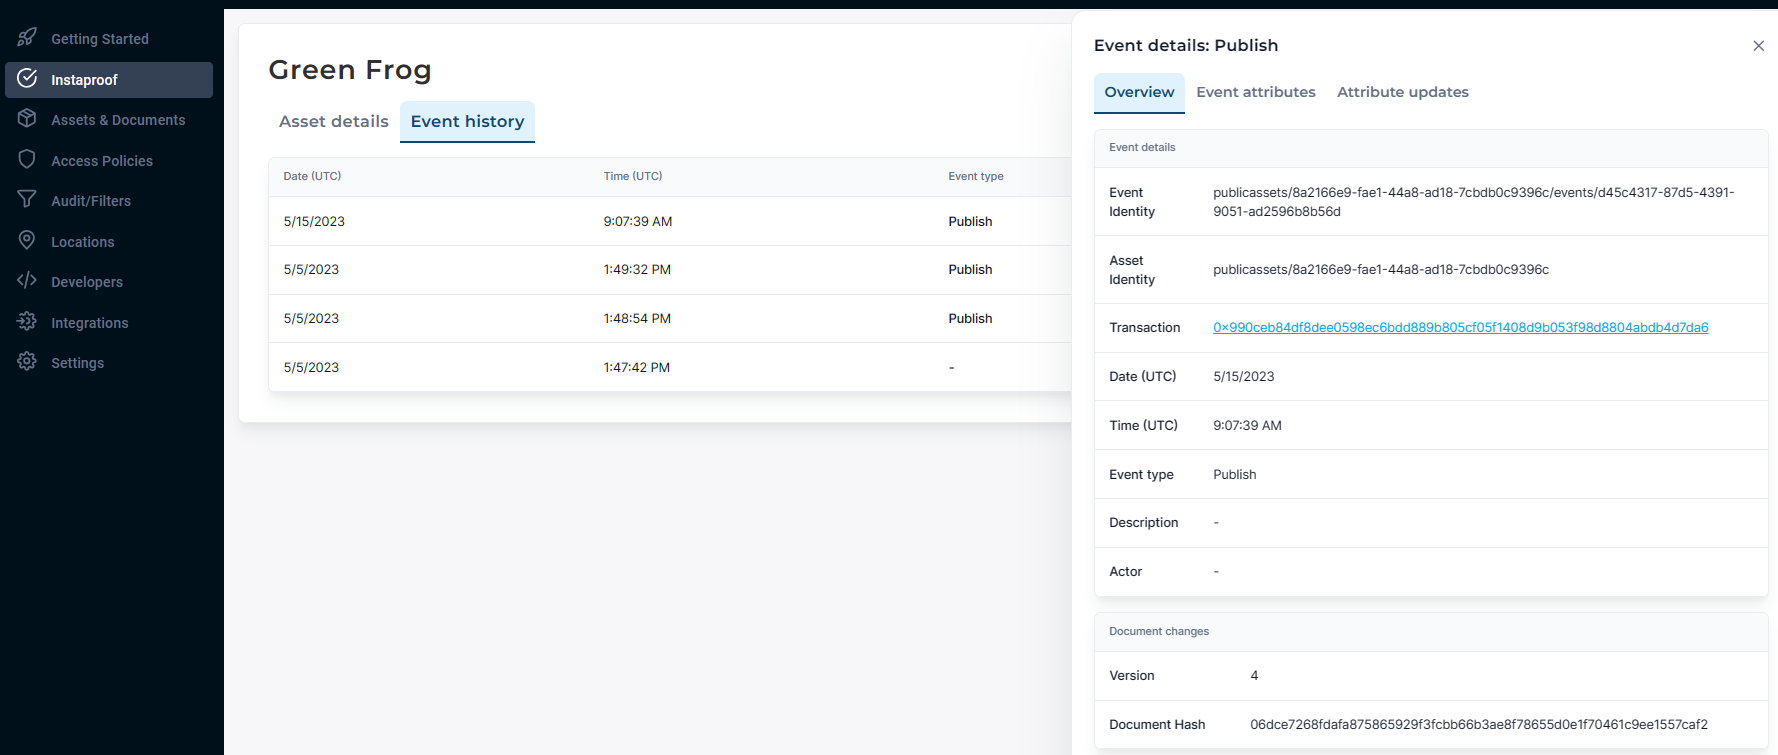 Getting Started
Instaproof
Assets & Documents
Access Policies
Audit/Filters
Locations
Developers
Integrations
Settings
Green Frog
Asset details Event history
Date (UTC) Time (UTC) Event type
5/15/2023 9:07:39 AM Publish
5/5/2023 1:49:32 PM Publish
5/5/2023 1:48:54 PM Publish
5/5/2023 1:47:42 PM -
Event details: Publish
Overview Event attributes Attribute updates
Event details
Event Identity
publicassets/8a2166e9-fae1-44a8-ad18-7cbdb0c9396c/events/d45c4317-87d5-4391-
9051-ad2596b8b56d
Asset Identity
publicassets/8a2166e9-fae1-44a8-ad18-7cbdb0c9396c
Transaction 0×990ceb84df8dee0598ec6bdd889b805cf05f1408d9b053f98d8804abdb4d7da6
Date (UTC) 5/15/2023
Time (UTC) 9:07:39 AM
Event type Publish
Description -
Actor -
Document changes
Version 4
Document Hash 06dce7268fdafa875865929f3fcbb66b3ae8f78655d0e1f70461c9ee1557caf2